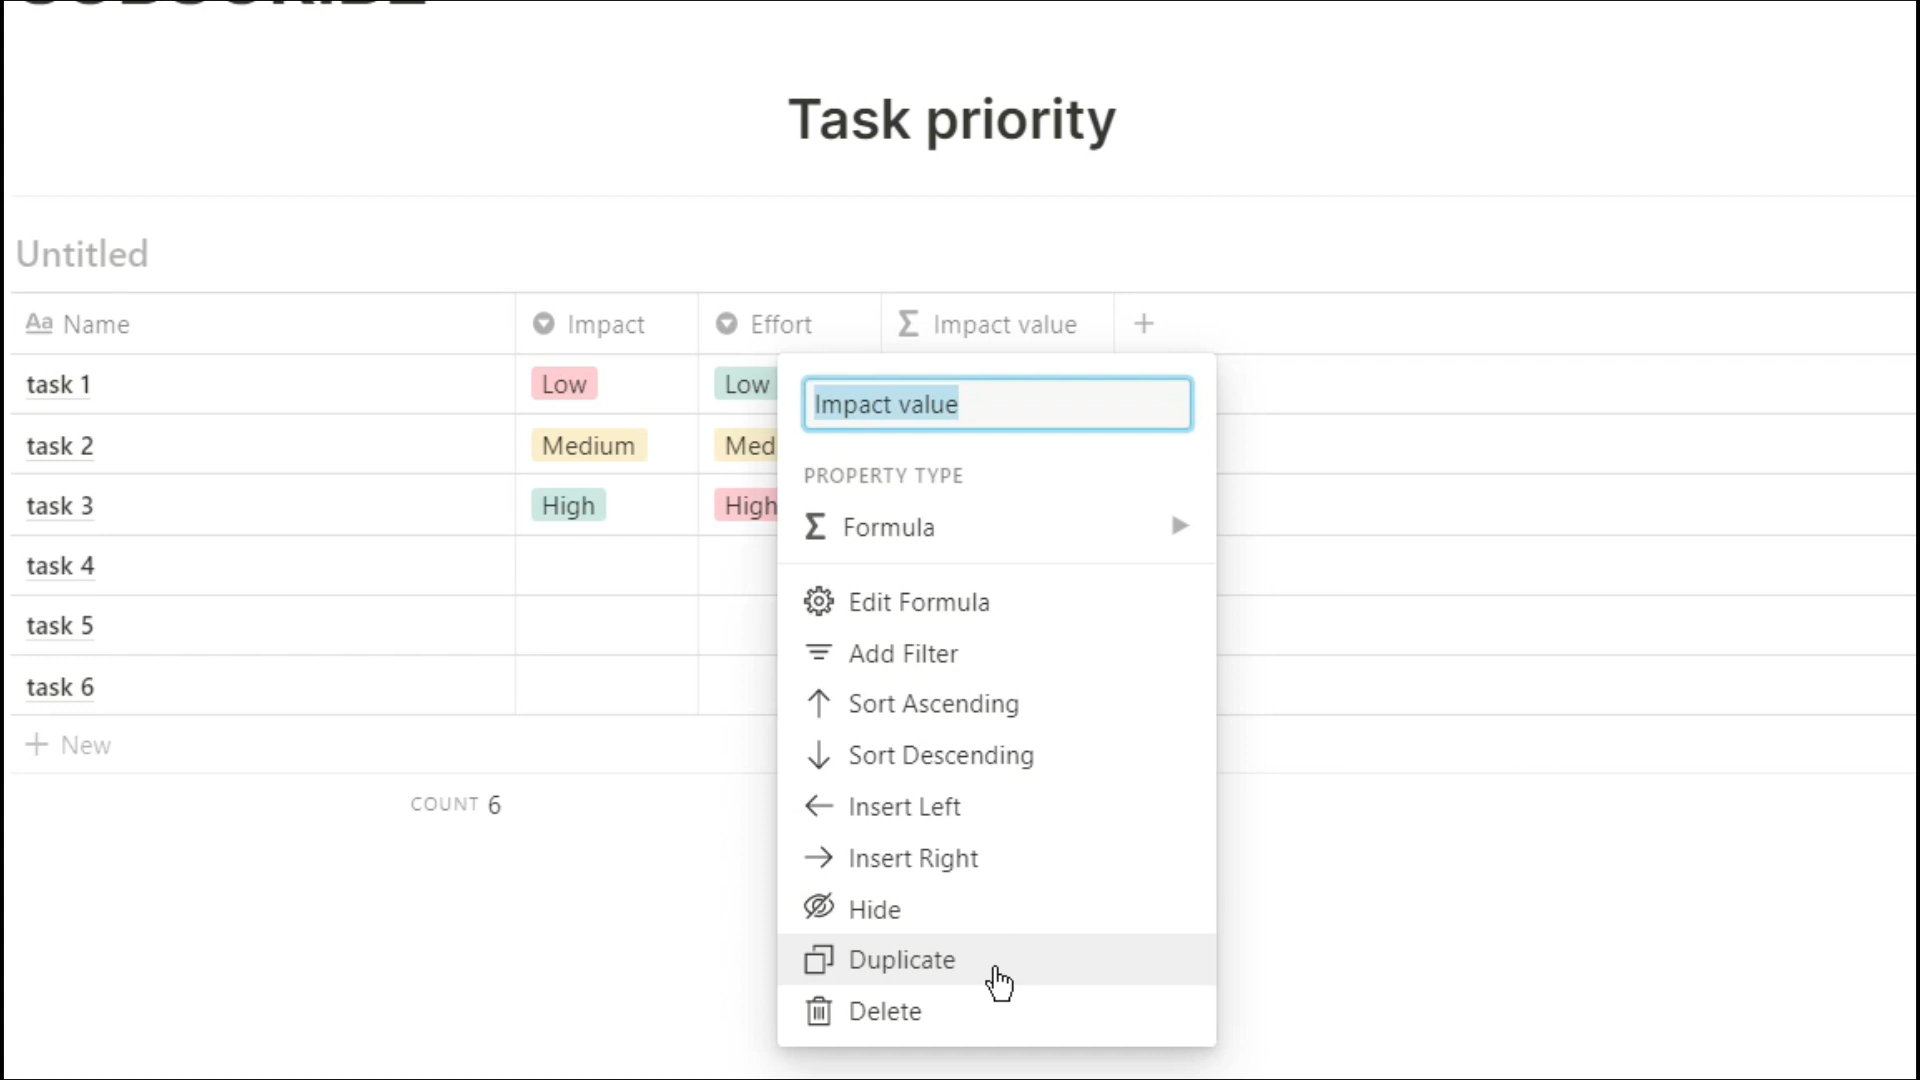 Task priority
Untitled
Aa Name Impact Effort Σ Impact value +
task 1 Low Low
task 2 Medium Med
task 3 High High
task 4
task 5
task 6
+ New
COUNT 6
Impact value
PROPERTY TYPE
Σ Formula
Edit Formula
Add Filter
Sort Ascending
Sort Descending
Insert Left
Insert Right
Hide
Duplicate
Delete